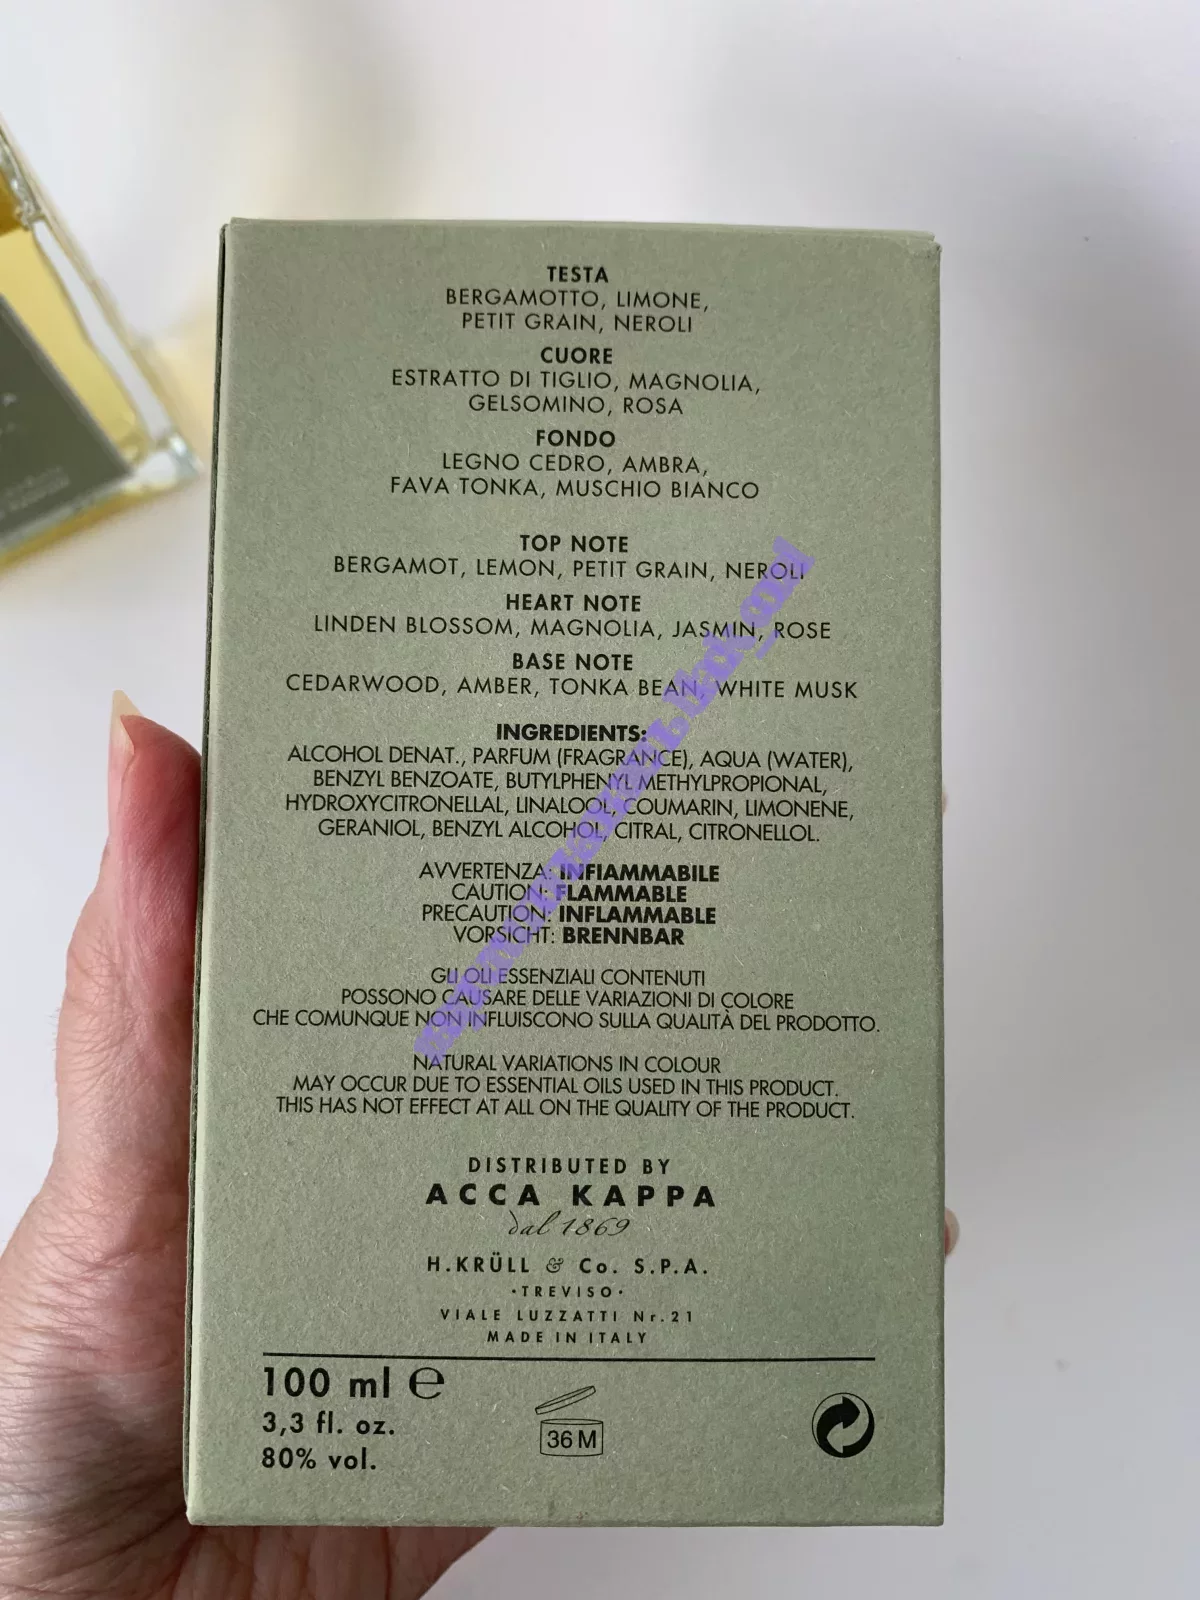 TESTA
BERGAMOTTO, LIMONE,
PETIT GRAIN, NEROLI
CUORE
ESTRATTO DI TIGLIO, MAGNOLIA,
GELSOMINO, ROSA
FONDO
LEGNO CEDRO, AMBRA,
FAVA TONKA, MUSCHIO BIANCO
TOP NOTE
BERGAMOT, LEMON, PETIT GRAIN, NEROLI
HEART NOTE
LINDEN BLOSSOM, MAGNOLIA, JASMIN, ROSE
BASE NOTE
CEDARWOOD, AMBER, TONKA BEAN, WHITE MUSK
INGREDIENTS:
ALCOHOL DENAT., PARFUM (FRAGRANCE), AQUA (WATER),
BENZYL BENZOATE, BUTYLPHENYL METHYLPROPIONAL,
HYDROXYCITRONELLAL, LINALOOL, COUMARIN, LIMONENE,
GERANIOL, BENZYL ALCOHOL, CITRAL, CITRONELLOL.
AVVERTENZA: INFIAMMABILE
CAUTION: FLAMMABLE
PRECAUTION: INFLAMMABLE
VORSICHT: BRENNBAR
GLI OLI ESSENZIALI CONTENUTI
POSSONO CAUSARE DELLE VARIAZIONI DI COLORE
CHE COMUNQUE NON INFLUISCONO SULLA QUALITÀ DEL PRODOTTO.
NATURAL VARIATIONS IN COLOUR
MAY OCCUR DUE TO ESSENTIAL OILS USED IN THIS PRODUCT.
THIS HAS NOT EFFECT AT ALL ON THE QUALITY OF THE PRODUCT.
DISTRIBUTED BY
ACCA KAPPA
dal 1869
H.KRÜLL & Co. S.P.A.
·TREVISO·
VIALE LUZZATTI Nr.21
MADE IN ITALY
100 ml ℮
3,3 fl. oz.
80% vol.
36 M